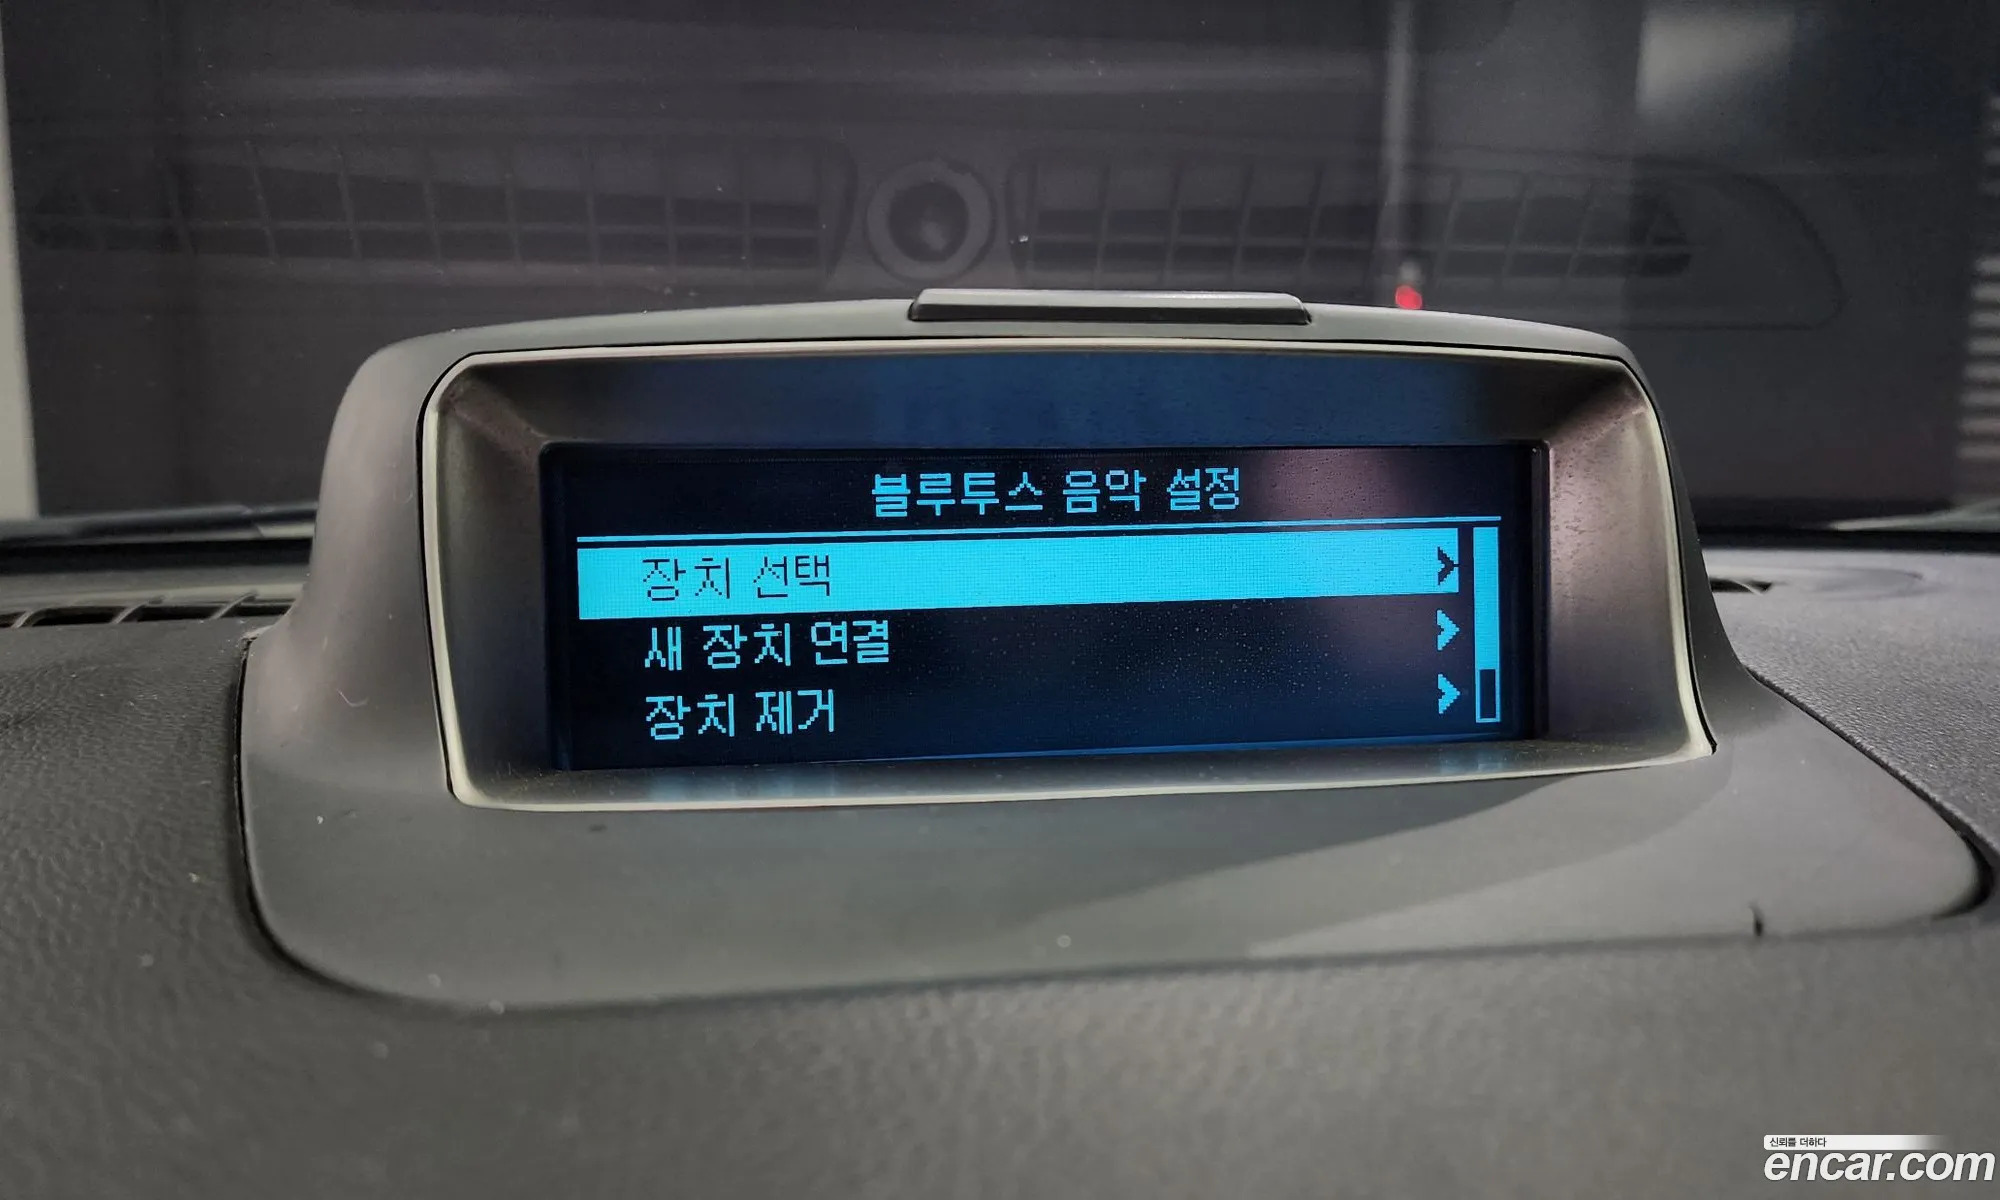 블루투스 음악 설정
장치 선택
새 장치 연결
장치 제거
신뢰를 더하다
encar.com